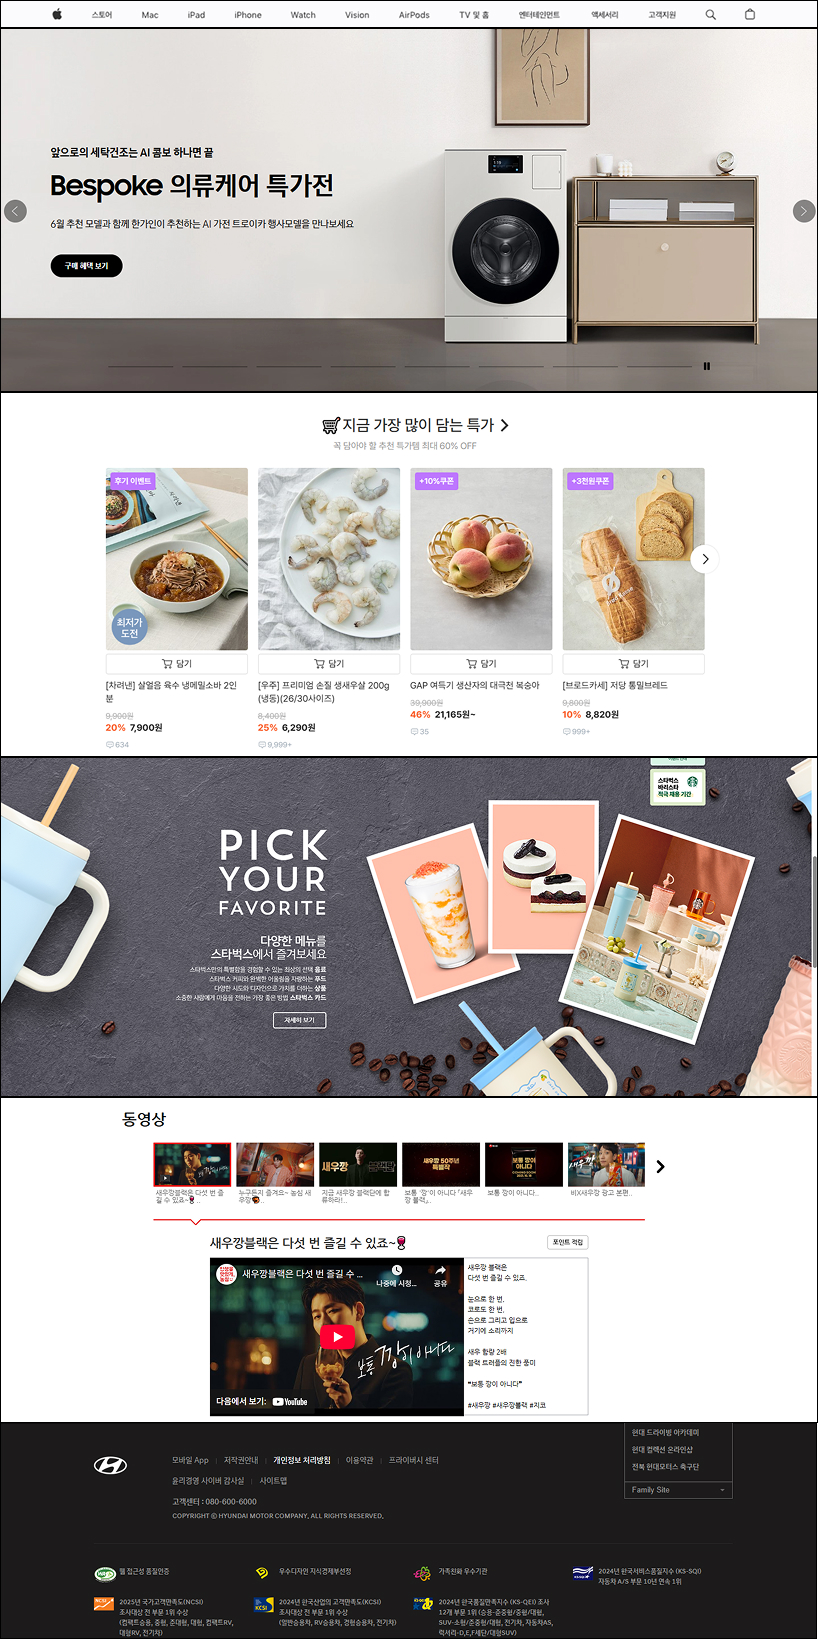 스토어 Mac iPad iPhone Watch Vision AirPods TV 및 홈 엔터테인먼트 액세서리 고객지원
앞으로의 세탁건조는 AI 콤보 하나면 끝
Bespoke 의류케어 특가전
6월 추천 모델과 함께 한가인이 추천하는 AI 가전 트로이카 행사모델을 만나보세요
구매 혜택 보기
지금 가장 많이 담는 특가
꼭 담아야 할 추천 특가템 최대 60% OFF
후기 이벤트
최저가
도전
+10%쿠폰
+3천원쿠폰
담기 담기 담기 담기
[차려낸] 살얼음 육수 냉메밀소바 2인
분
9,900원
20% 7,900원
634
[우주] 프리미엄 손질 생새우살 200g
(냉동)(26/30사이즈)
8,400원
25% 6,290원
9,999+
GAP 여득기 생산자의 대극천 복숭아
39,900원
46% 21,165원~
35
[브로드카세] 저당 통밀브레드
9,800원
10% 8,820원
999+
스타벅스
바리스타
적극 채용 기간
PICK
YOUR
FAVORITE
다양한 메뉴를
스타벅스에서 즐겨보세요
스타벅스만의 특별함을 경험할 수 있는 최상의 선택 음료
스타벅스 커피와 완벽한 어울림을 자랑하는 푸드
다양한 시도와 디자인으로 가치를 더하는 상품
소중한 사람에게 마음을 전하는 가장 좋은 방법 스타벅스 카드
자세히 보기
동영상
새우깡블랙은 다섯 번 즐
길 수 있죠~🍷..
누구든지 즐겨요~ 농심 새
우깡..
지금 새우깡 블랙단에 합
류하라!..
새우깡 50주년
특별작
보통 '깡'이 아니다 「새우
깡 블랙」..
보통 깡이
아니다
보통 깡이 아니다..
비X새우깡 광고 본편..
새우깡블랙은 다섯 번 즐길 수 있죠~🍷
포인트 적립
새우깡블랙은 다섯 번 즐길 수 ...
나중에 시청... 공유
보통 깡이 아니다
다음에서 보기: YouTube
새우깡 블랙은
다섯 번 즐길 수 있죠.
눈으로 한 번,
코로도 한 번,
손으로 그리고 입으로
거기에 소리까지
새우 함량 2배
블랙 트러플의 진한 풍미
"보통 깡이 아니다"
#새우깡 #새우깡블랙 #지코
현대 드라이빙 아카데미
현대 컬렉션 온라인샵
전북 현대모터스 축구단
Family Site
모바일 App 저작권안내 개인정보 처리방침 이용약관 프라이버시 센터
윤리경영 사이버 감사실 사이트맵
고객센터 : 080-600-6000
COPYRIGHT ⓒ HYUNDAI MOTOR COMPANY. ALL RIGHTS RESERVED.
웹 접근성 품질인증
우수디자인 지식경제부선정
가족친화 우수기관
2024년 한국서비스품질지수 (KS-SQI)
자동차 A/S 부문 10년 연속 1위
2025년 국가고객만족도(NCSI)
조사대상 전 부문 1위 수상
(컴팩트승용, 중형, 준대형, 대형, 컴팩트RV,
대형RV, 전기차)
KCSI
2024년 한국산업의 고객만족도(KCSI)
조사대상 전 부문 1위 수상
(일반승용차, RV승용차, 경형승용차, 전기차)
2024년 한국품질만족지수 (KS-QEI) 조사
12개 부문 1위 (승용-준중형/중형/대형,
SUV-소형/준중형/대형, 전기차, 자동차AS,
럭셔리-D,E,F세단/대형SUV)